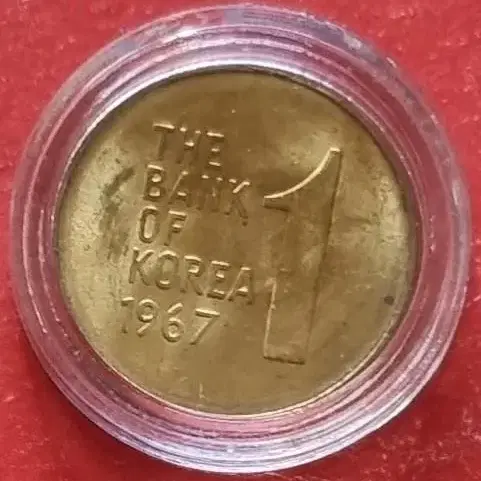 THE
BANK
OF
KOREA
1967
1